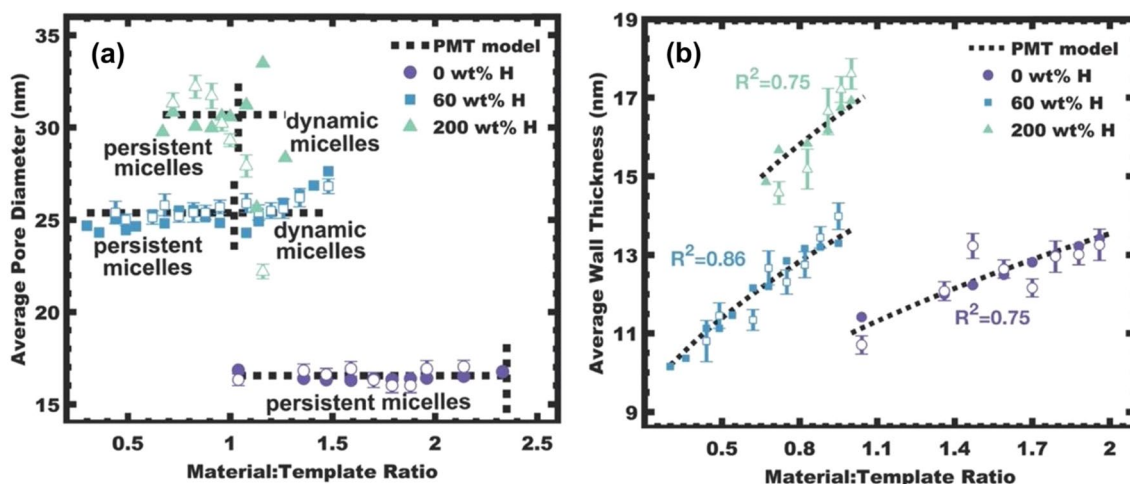 (a)
PMT model
0 wt% H
60 wt% H
200 wt% H
persistent
micelles
dynamic
micelles
persistent
micelles
dynamic
micelles
persistent micelles
35
30
25
20
15
0.5
1
1.5
2
2.5
Average Pore Diameter (nm)
Material:Template Ratio
(b)
PMT model
0 wt% H
60 wt% H
200 wt% H
R²=0.75
R²=0.86
R²=0.75
19
17
15
13
11
9
0.5
0.8
1.1
1.4
1.7
2
Average Wall Thickness (nm)
Material:Template Ratio